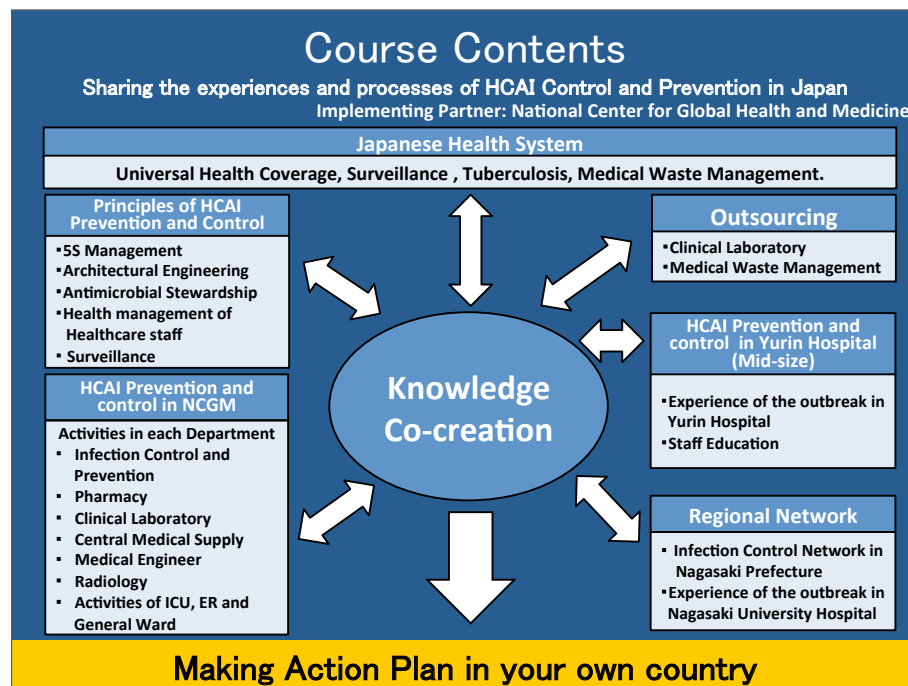 Course Contents
Sharing the experiences and processes of HCAI Control and Prevention in Japan
Implementing Partner: National Center for Global Health and Medicine
Japanese Health System
Universal Health Coverage, Surveillance , Tuberculosis, Medical Waste Management.
Principles of HCAI
Prevention and Control
▪5S Management
▪Architectural Engineering
▪Antimicrobial Stewardship
▪Health management of
Healthcare staff
▪ Surveillance
HCAI Prevention and
control in NCGM
Activities in each Department
▪ Infection Control and
Prevention
▪ Pharmacy
▪ Clinical Laboratory
▪ Central Medical Supply
▪ Medical Engineer
▪ Radiology
▪ Activities of ICU, ER and
General Ward
Knowledge
Co-creation
Outsourcing
▪Clinical Laboratory
▪Medical Waste Management
HCAI Prevention and
control in Yurin Hospital
(Mid-size)
▪Experience of the outbreak in
Yurin Hospital
▪Staff Education
Regional Network
▪ Infection Control Network in
Nagasaki Prefecture
▪Experience of the outbreak in
Nagasaki University Hospital
Making Action Plan in your own country